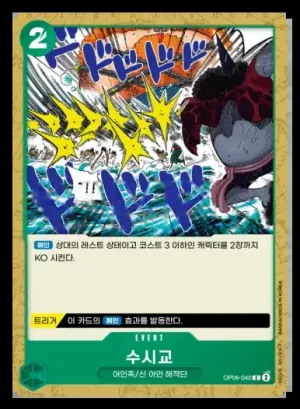 2
ドドドドド
메인 상대의 레스트 상태이고 코스트 3 이하인 캐릭터를 2장까지
KO 시킨다.
트리거 이 카드의 메인 효과를 발동한다.
EVENT
수시교
어인족/신 어인 해적단
OP06-040 C 2